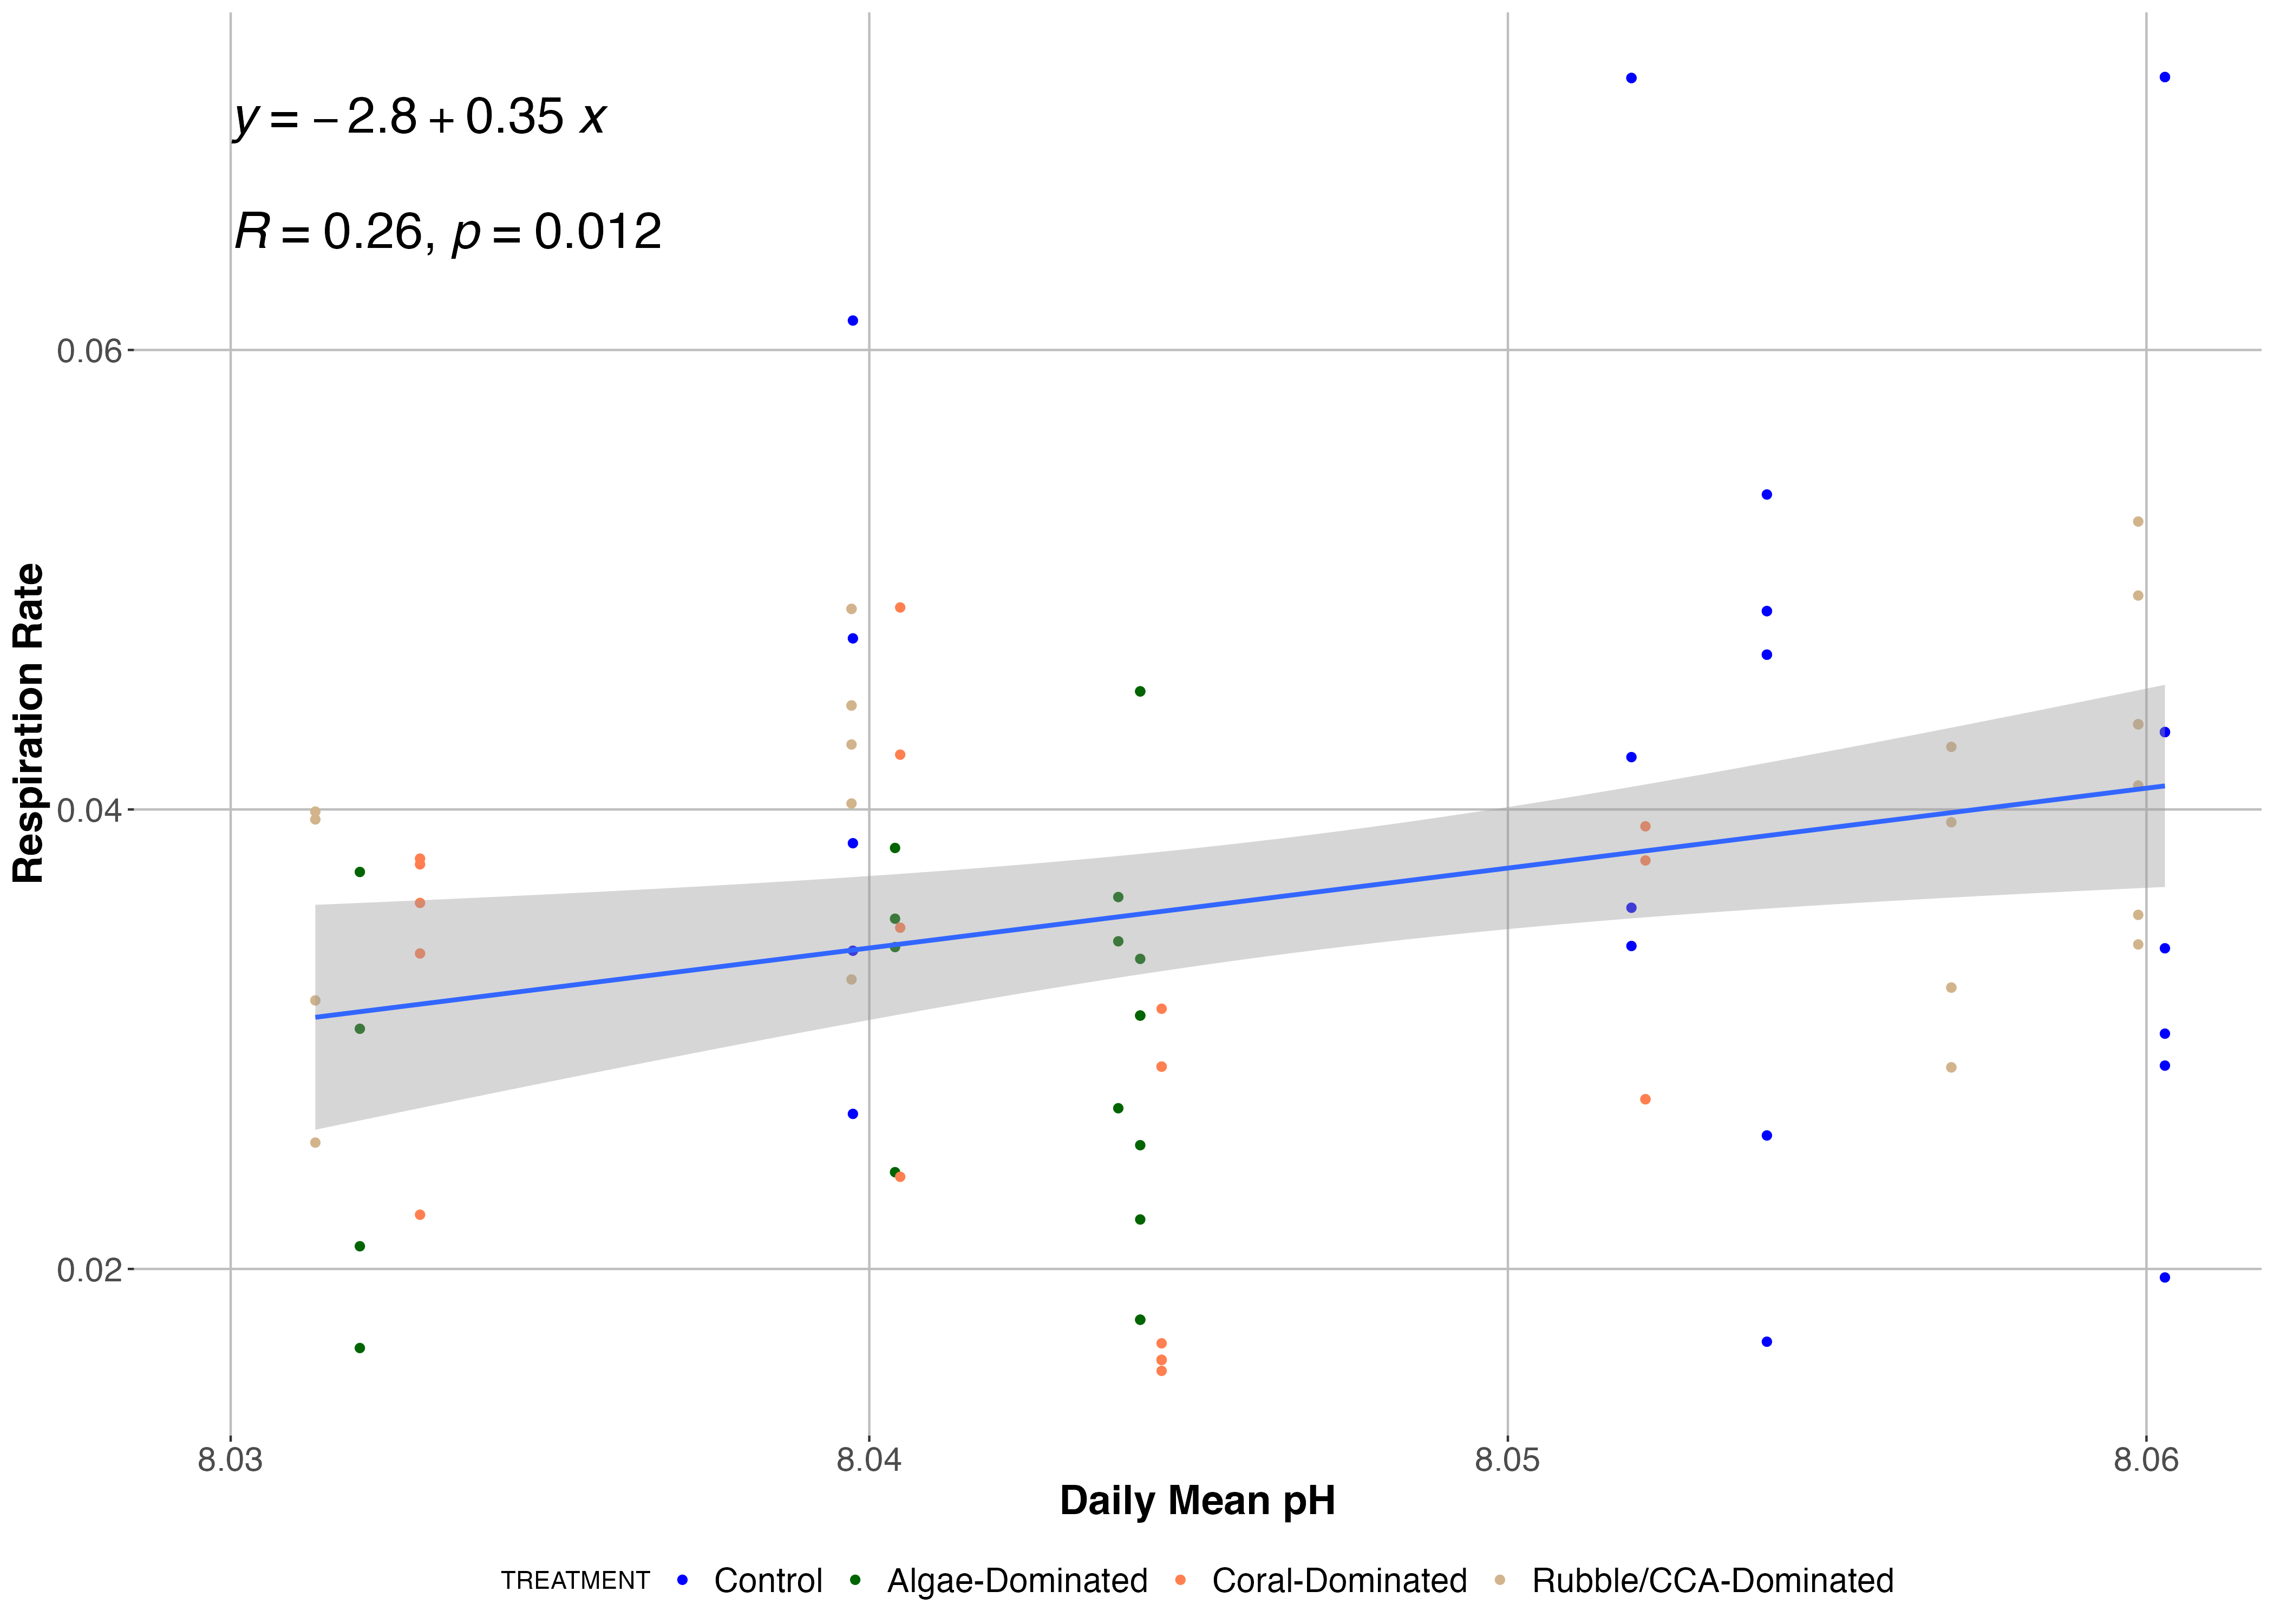 y = − 2.8 + 0.35 x
R = 0.26, p = 0.012
Respiration Rate
0.06
0.04
0.02
8.03 8.04 8.05 8.06
Daily Mean pH
TREATMENT Control Algae-Dominated Coral-Dominated Rubble/CCA-Dominated